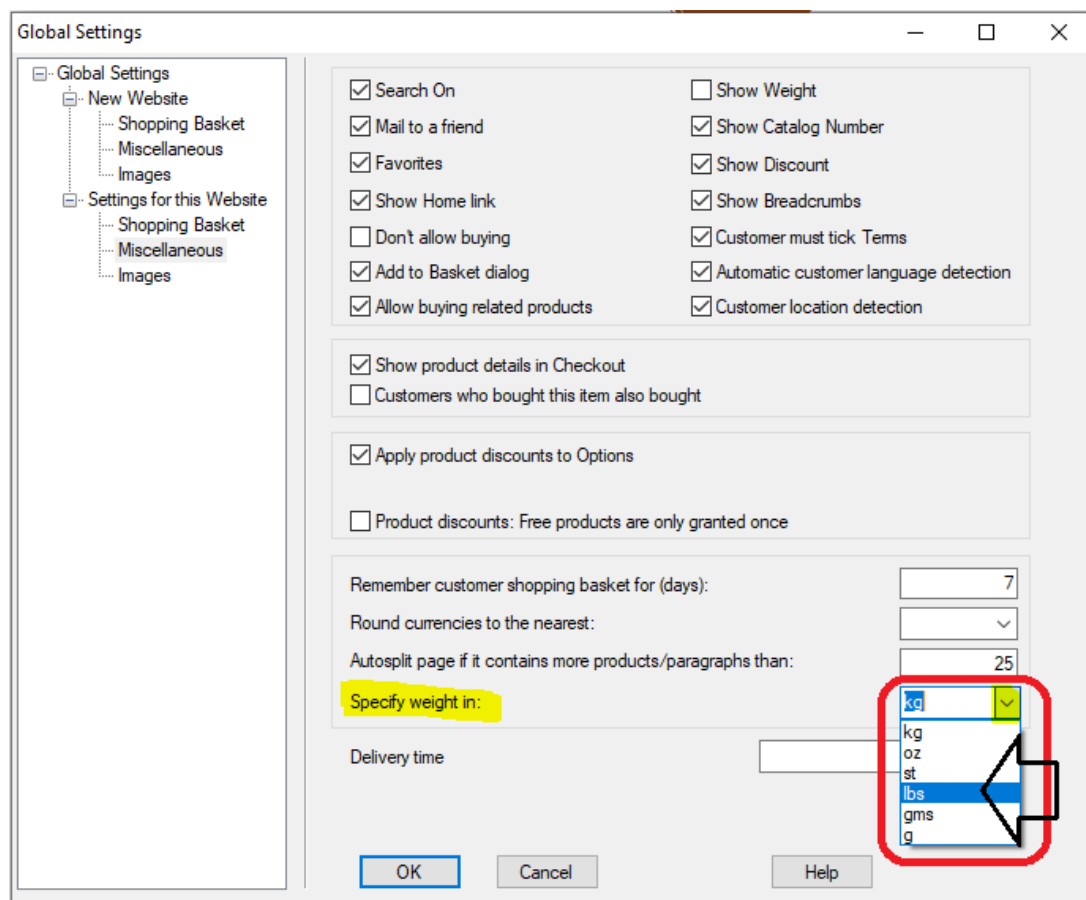 Global Settings
Global Settings
New Website
Shopping Basket
Miscellaneous
Images
Settings for this Website
Shopping Basket
Miscellaneous
Images
Search On
Show Weight
Mail to a friend
Show Catalog Number
Favorites
Show Discount
Show Home link
Show Breadcrumbs
Don't allow buying
Customer must tick Terms
Add to Basket dialog
Automatic customer language detection
Allow buying related products
Customer location detection
Show product details in Checkout
Customers who bought this item also bought
Apply product discounts to Options
Product discounts: Free products are only granted once
Remember customer shopping basket for (days): 7
Round currencies to the nearest:
Autosplit page if it contains more products/paragraphs than: 25
Specify weight in: kg
kg
oz
st
lbs
gms
g
Delivery time
OK Cancel Help